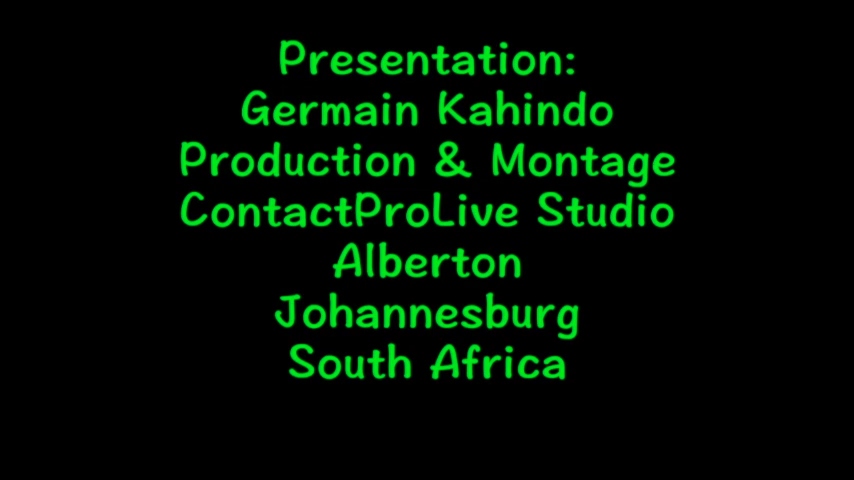 Presentation:
Germain Kahindo
Production & Montage
ContactProLive Studio
Alberton
Johannesburg
South Africa